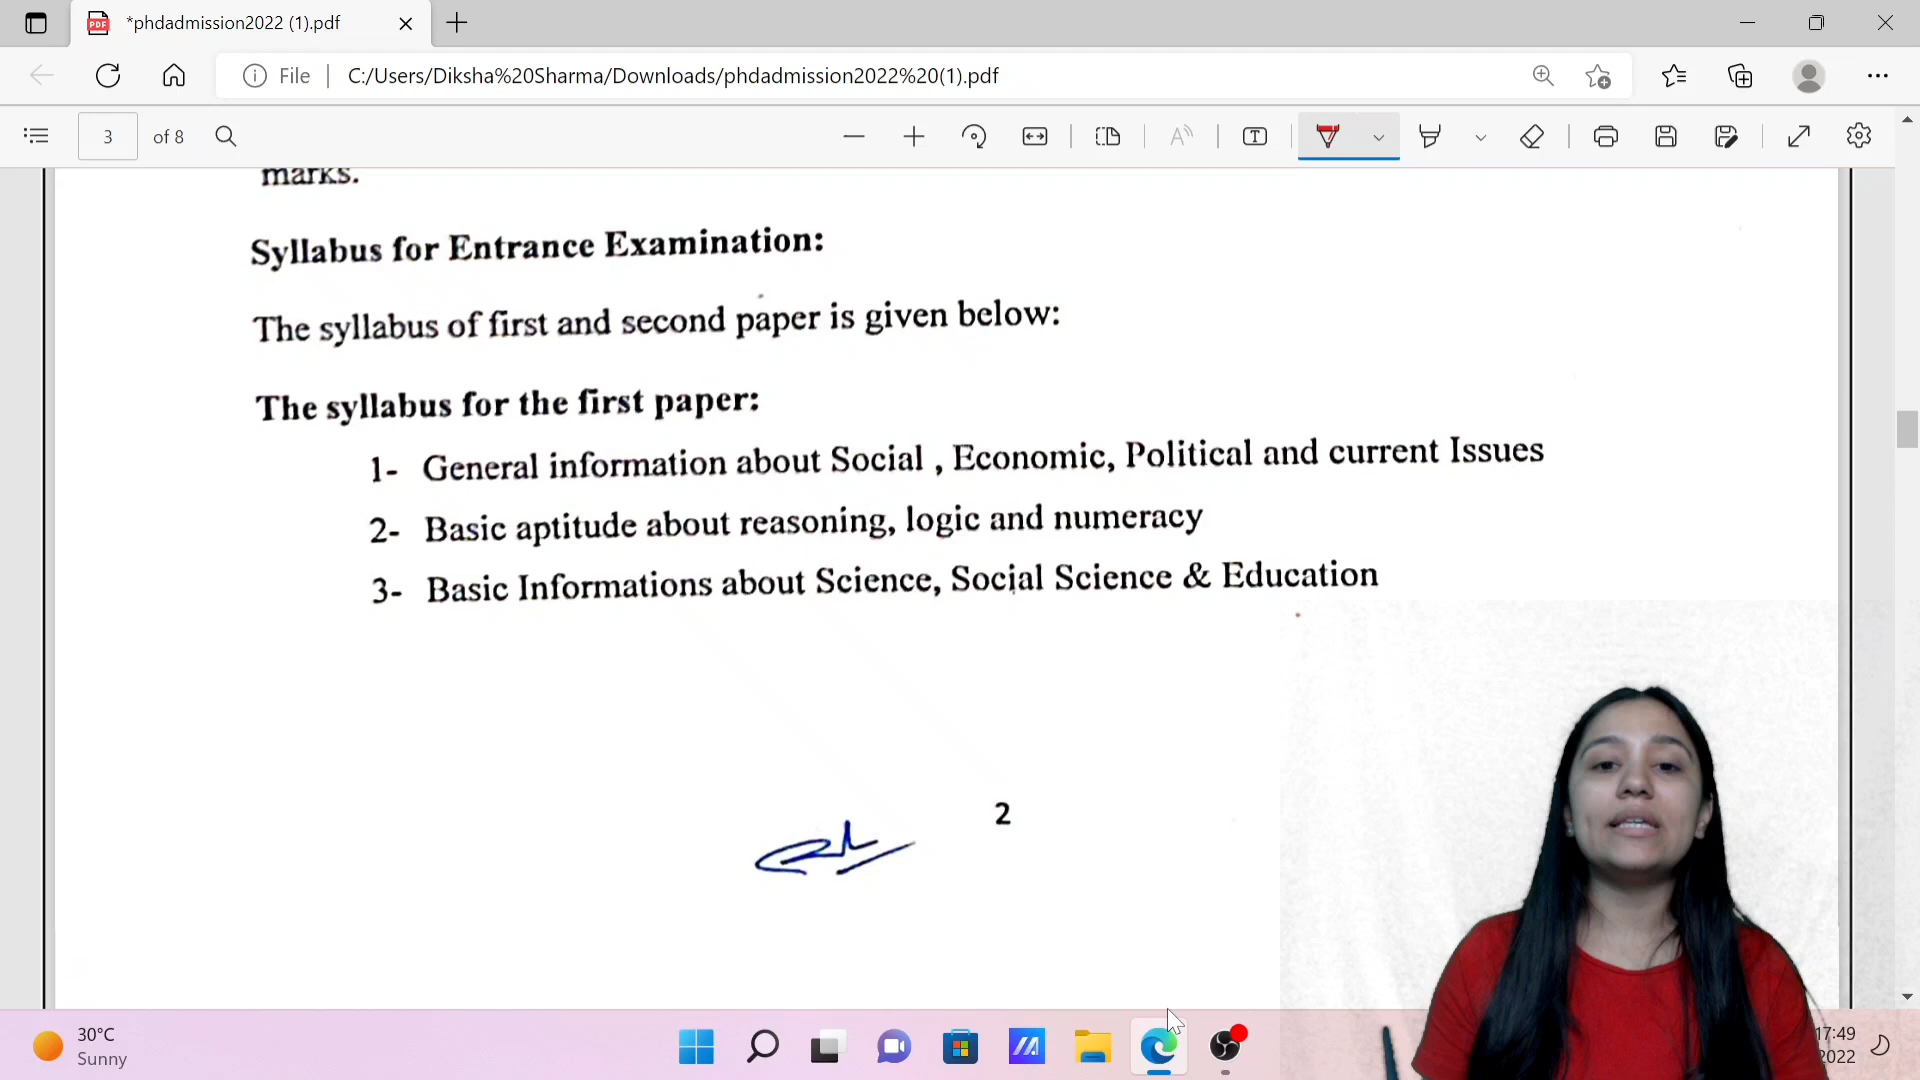 *phdadmission2022 (1).pdf
File
C:/Users/Diksha%20Sharma/Downloads/phdadmission2022%20(1).pdf
3 of 8
marks.
Syllabus for Entrance Examination:
The syllabus of first and second paper is given below:
The syllabus for the first paper:
1- General information about Social , Economic, Political and current Issues
2- Basic aptitude about reasoning, logic and numeracy
3- Basic Informations about Science, Social Science & Education
2
30°C
Sunny
17:49
2022